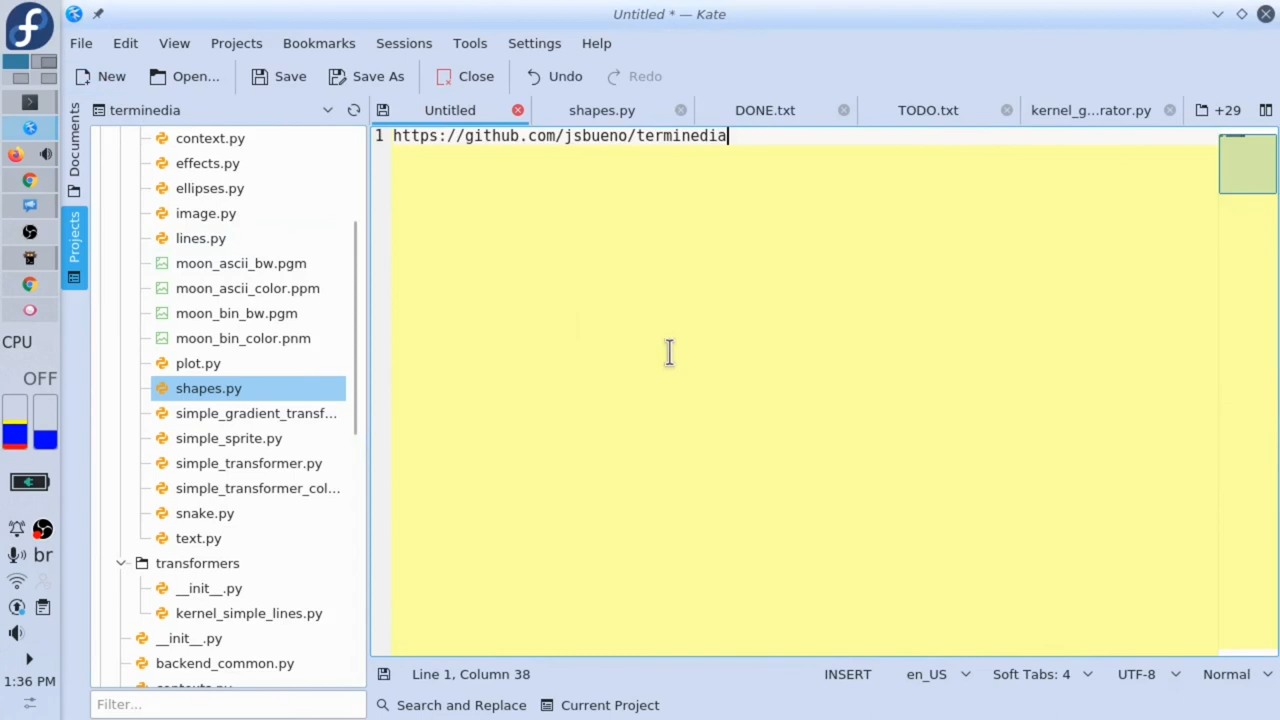 Untitled * — Kate
File Edit View Projects Bookmarks Sessions Tools Settings Help
New Open... Save Save As Close Undo Redo
terminedia
Untitled shapes.py DONE.txt TODO.txt kernel_g...rator.py +29
Documents
Projects
context.py
effects.py
ellipses.py
image.py
lines.py
moon_ascii_bw.pgm
moon_ascii_color.ppm
moon_bin_bw.pgm
moon_bin_color.pnm
plot.py
shapes.py
simple_gradient_transf...
simple_sprite.py
simple_transformer.py
simple_transformer_col...
snake.py
text.py
transformers
__init__.py
kernel_simple_lines.py
__init__.py
backend_common.py
Filter...
1 https://github.com/jsbueno/terminedia
Line 1, Column 38 INSERT en_US Soft Tabs: 4 UTF-8 Normal
Search and Replace Current Project
CPU
OFF
br
1:36 PM